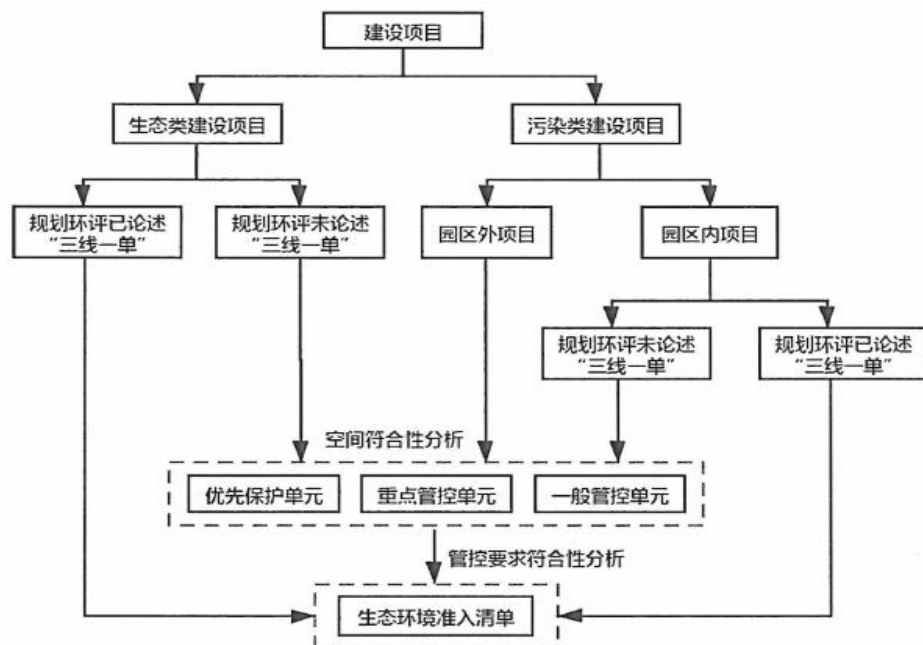 建设项目
生态类建设项目
污染类建设项目
规划环评已论述
“三线一单”
规划环评未论述
“三线一单”
园区外项目
园区内项目
规划环评未论述
“三线一单”
规划环评已论述
“三线一单”
空间符合性分析
优先保护单元
重点管控单元
一般管控单元
管控要求符合性分析
生态环境准入清单